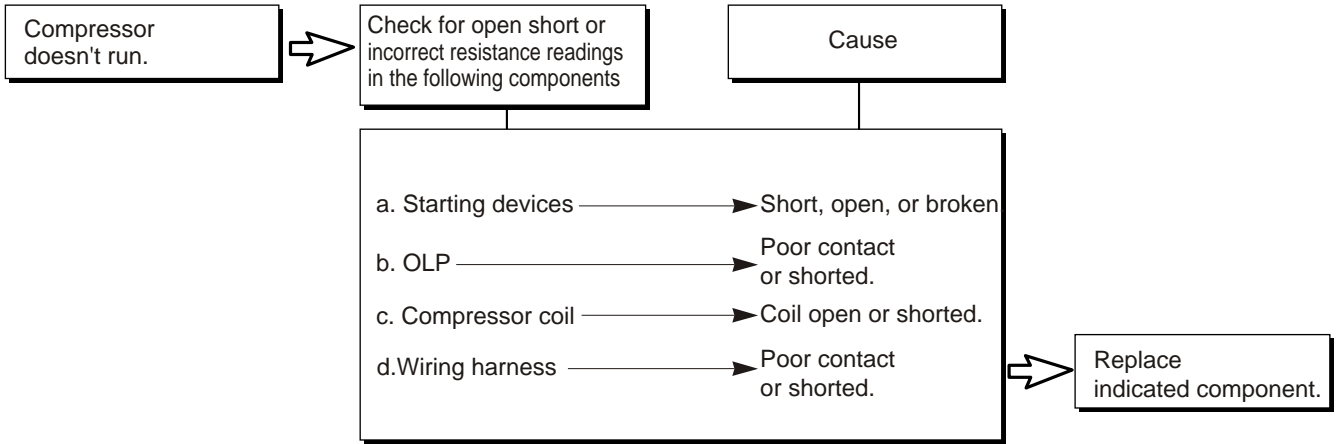 Compressor
doesn't run.
Check for open short or
incorrect resistance readings
in the following components
Cause
a. Starting devices
Short, open, or broken
b. OLP
Poor contact
or shorted.
c. Compressor coil
Coil open or shorted.
d.Wiring harness
Poor contact
or shorted.
Replace
indicated component.